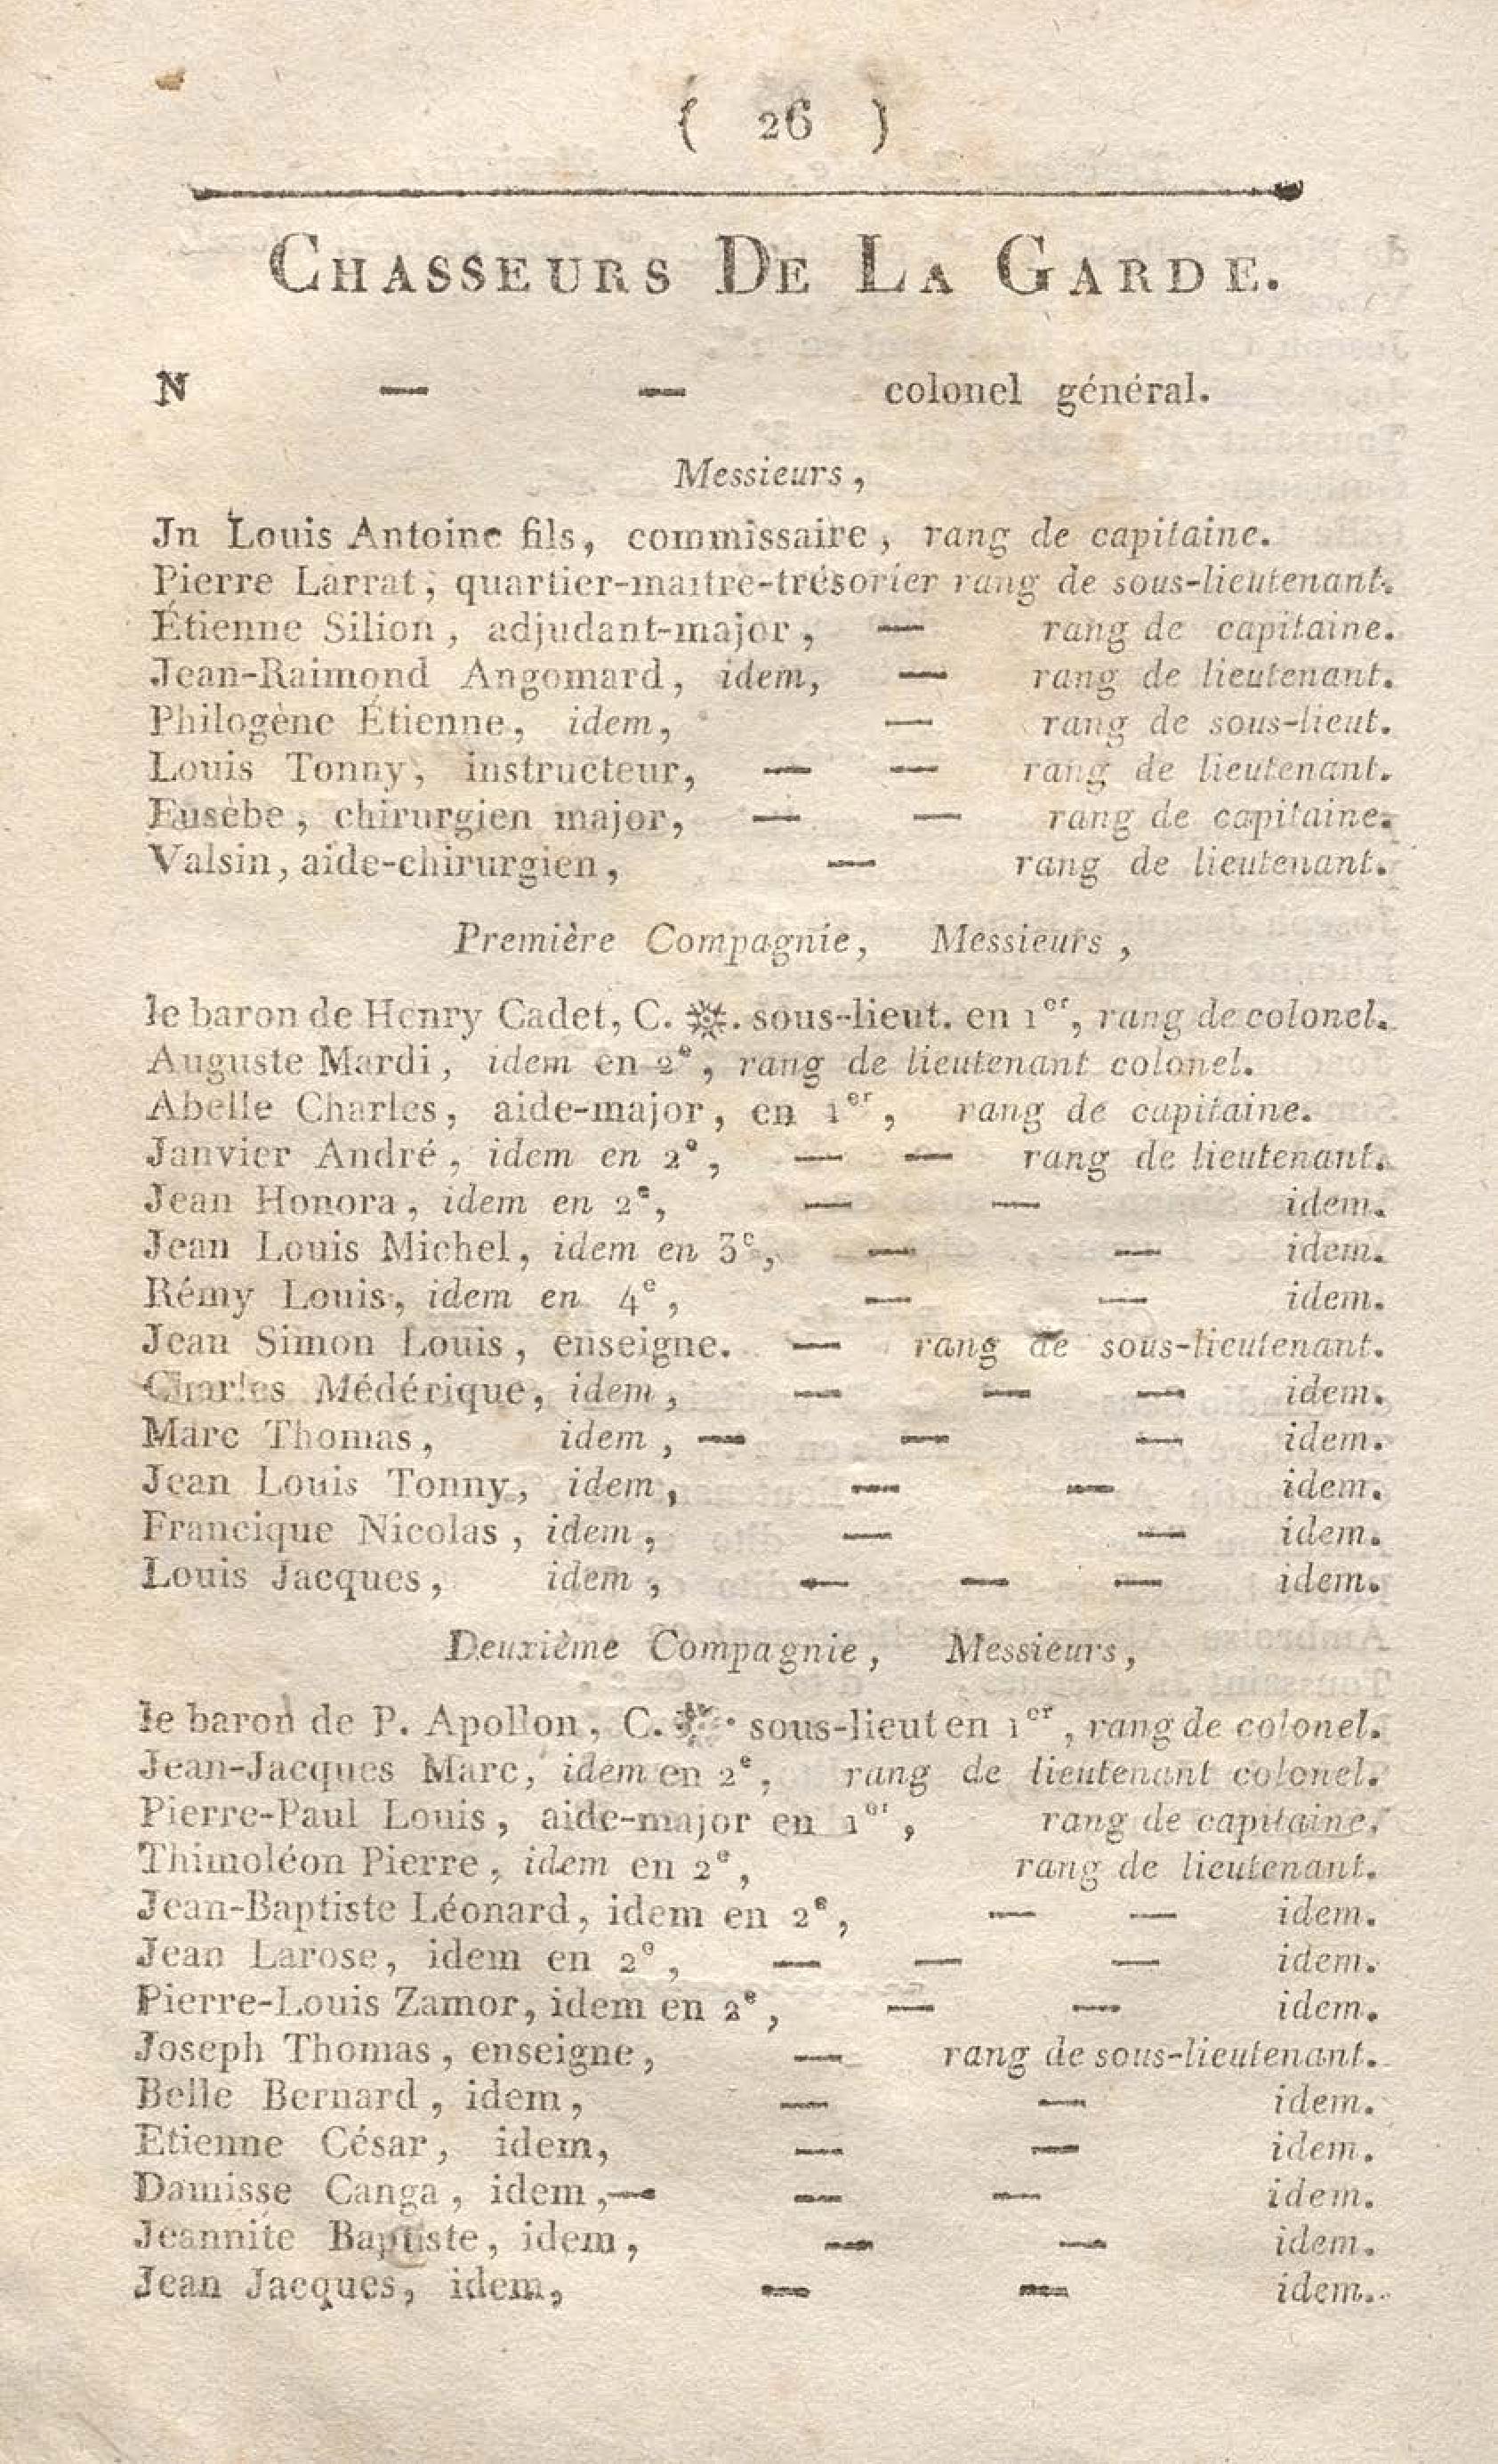 ( 26 )
CHASSEURS DE LA GARDE.
N — — colonel général.
Messieurs,
Jn Louis Antoine fils, commissaire, rang de capitaine.
Pierre Larrat, quartier-maitre-trésorier rang de sous-lieutenant.
Étienne Silion, adjudant-major, — rang de capitaine.
Jean-Raimond Angomard, idem, — rang de lieutenant.
Philogène Étienne, idem, — rang de sous-lieut.
Louis Tonny, instructeur, — — rang de lieutenant.
Eusèbe, chirurgien major, — — rang de capitaine.
Valsin, aide-chirurgien, — rang de lieutenant.
Première Compagnie, Messieurs,
le baron de Henry Cadet, C. ☼. sous-lieut. en 1er, rang de colonel.
Auguste Mardi, idem en 2e, rang de lieutenant colonel.
Abelle Charles, aide-major, en 1er, rang de capitaine.
Janvier André, idem en 2e, — — rang de lieutenant.
Jean Honora, idem en 2e, — — idem.
Jean Louis Michel, idem en 3e, — — idem.
Rémy Louis, idem en 4e, — — idem.
Jean Simon Louis, enseigne. — rang de sous-lieutenant.
Charles Médérique, idem, — — — idem.
Marc Thomas, idem, — — — idem.
Jean Louis Tonny, idem, — — idem.
Francique Nicolas, idem, — — idem.
Louis Jacques, idem, — — — idem.
Deuxième Compagnie, Messieurs,
le baron de P. Apollon, C. ☼. sous-lieut en 1er, rang de colonel.
Jean-Jacques Marc, idem en 2e, rang de lieutenant colonel.
Pierre-Paul Louis, aide-major en 1er, rang de capitaine.
Thimoléon Pierre, idem en 2e, rang de lieutenant.
Jean-Baptiste Léonard, idem en 2e, — — idem.
Jean Larose, idem en 2e, — — — idem.
Pierre-Louis Zamor, idem en 2e, — — idem.
Joseph Thomas, enseigne, — rang de sous-lieutenant.
Belle Bernard, idem, — — idem.
Etienne César, idem, — — idem.
Damisse Canga, idem,— — — idem.
Jeannite Baptiste, idem, — — idem.
Jean Jacques, idem, — — idem.